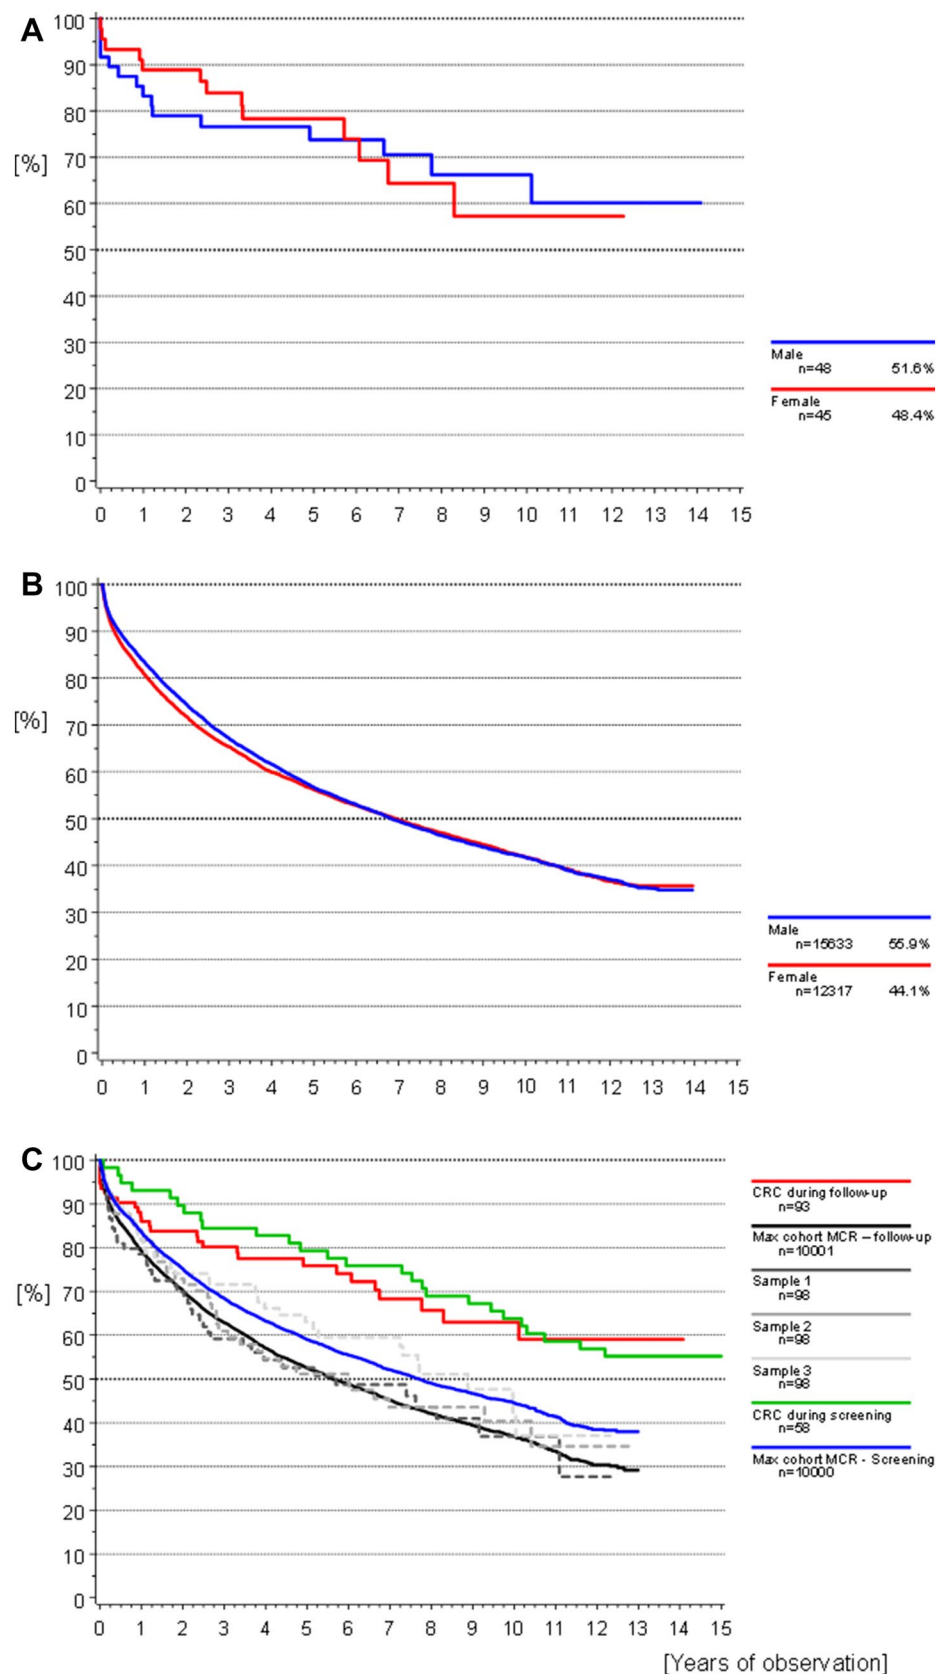 A
100
90
80
70
[%]
60
50
40
30
20
10
0
0 1 2 3 4 5 6 7 8 9 10 11 12 13 14 15
Male
n=48 51.6%
Female
n=45 48.4%
B
100
90
80
70
[%]
60
50
40
30
20
10
0
0 1 2 3 4 5 6 7 8 9 10 11 12 13 14 15
Male
n=15633 55.9%
Female
n=12317 44.1%
C
100
90
80
70
[%]
60
50
40
30
20
10
0
0 1 2 3 4 5 6 7 8 9 10 11 12 13 14 15
[Years of observation]
CRC during follow-up
n=93
Max cohort MCR – follow-up
n=10001
Sample 1
n=98
Sample 2
n=98
Sample 3
n=98
CRC during screening
n=58
Max cohort MCR - Screening
n=10000